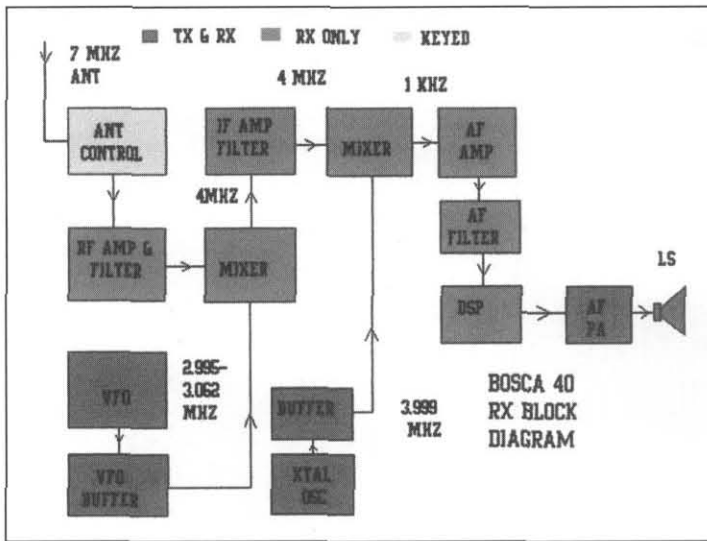 TX & RX
RX ONLY
KEYED
7 MHZ
ANT
4 MHZ
1 KHZ
ANT
CONTROL
IF AMP
FILTER
MIXER
AF
AMP
4MHZ
RF AMP &
FILTER
MIXER
AF
FILTER
LS
DSP
AF
PA
VFO
2.995-
3.062
MHZ
BUFFER
3.999
MHZ
BOSCA 40
RX BLOCK
DIAGRAM
VFO
BUFFER
XTAL
OSC